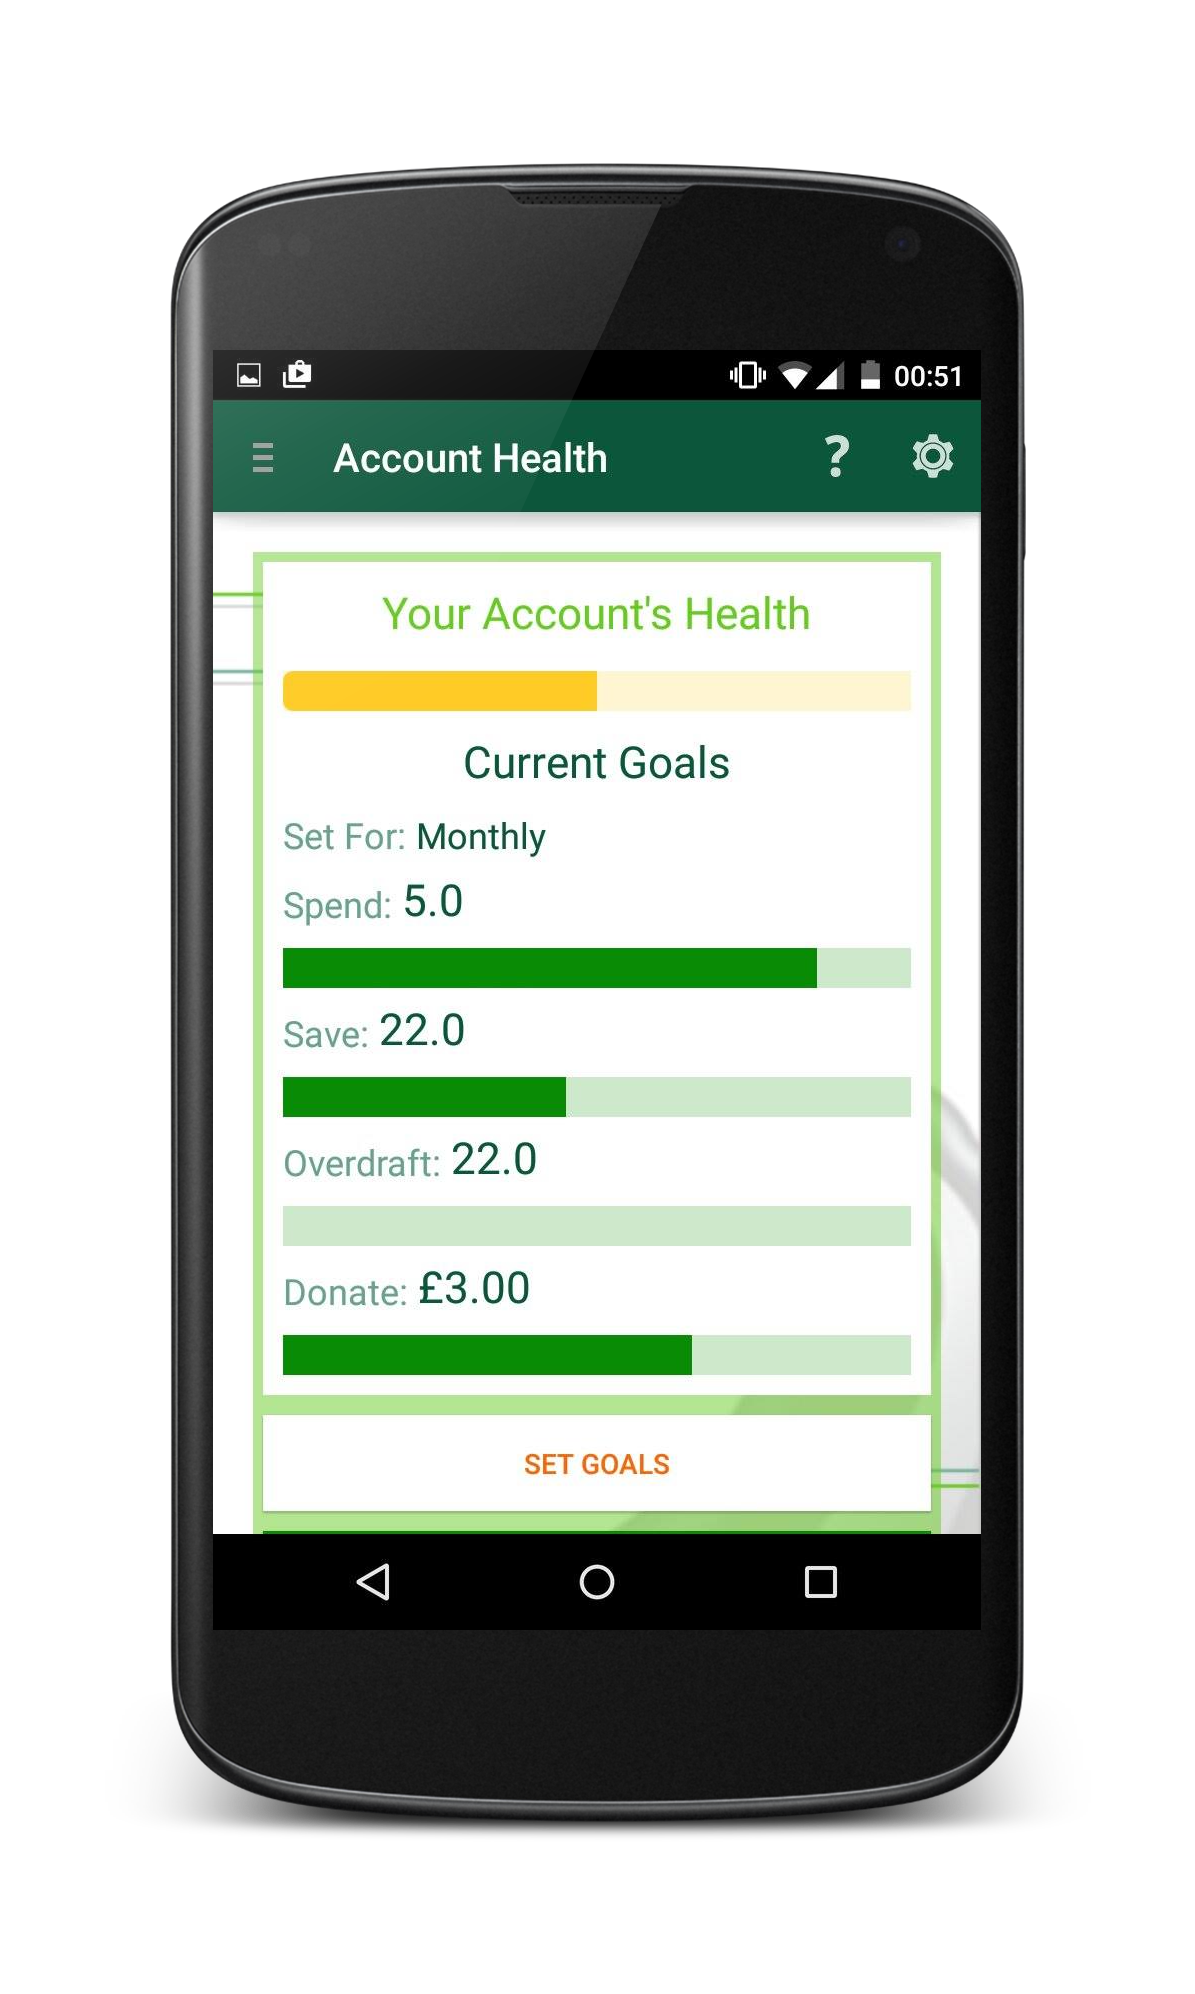 00:51
Account Health ?
Your Account's Health
Current Goals
Set For: Monthly
Spend: 5.0
Save: 22.0
Overdraft: 22.0
Donate: £3.00
SET GOALS